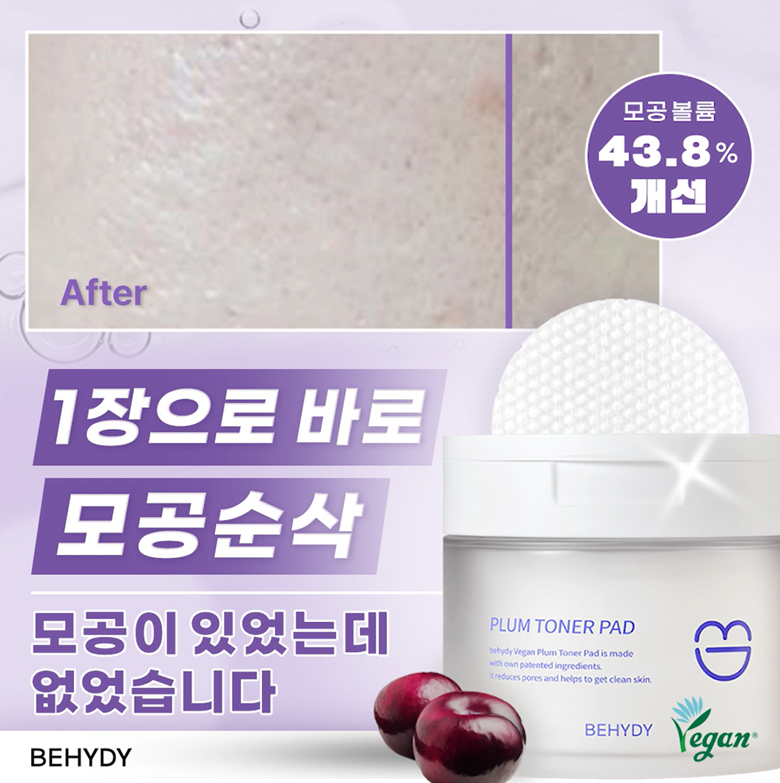 모공 볼륨
43.8%
개선
After
1장으로 바로
모공순삭
모공이 있었는데
없었습니다
PLUM TONER PAD
behydy Vegan Plum Toner Pad is made
with own patented ingredients.
It reduces pores and helps to get clean skin.
BEHYDY
Vegan®
BEHYDY